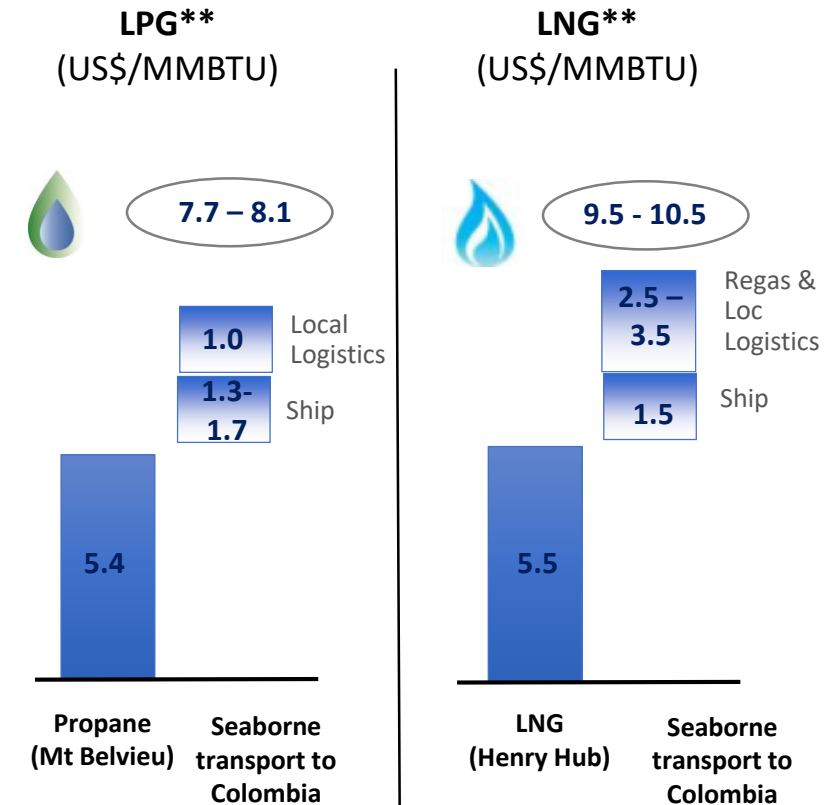 LPG**
(US$/MMBTU)
7.7 – 8.1
1.0
Local
Logistics
1.3-
1.7
Ship
5.4
Propane
(Mt Belvieu)
Seaborne
transport to
Colombia
LNG**
(US$/MMBTU)
9.5 - 10.5
2.5 –
3.5
Regas &
Loc
Logistics
1.5
Ship
5.5
LNG
(Henry Hub)
Seaborne
transport to
Colombia